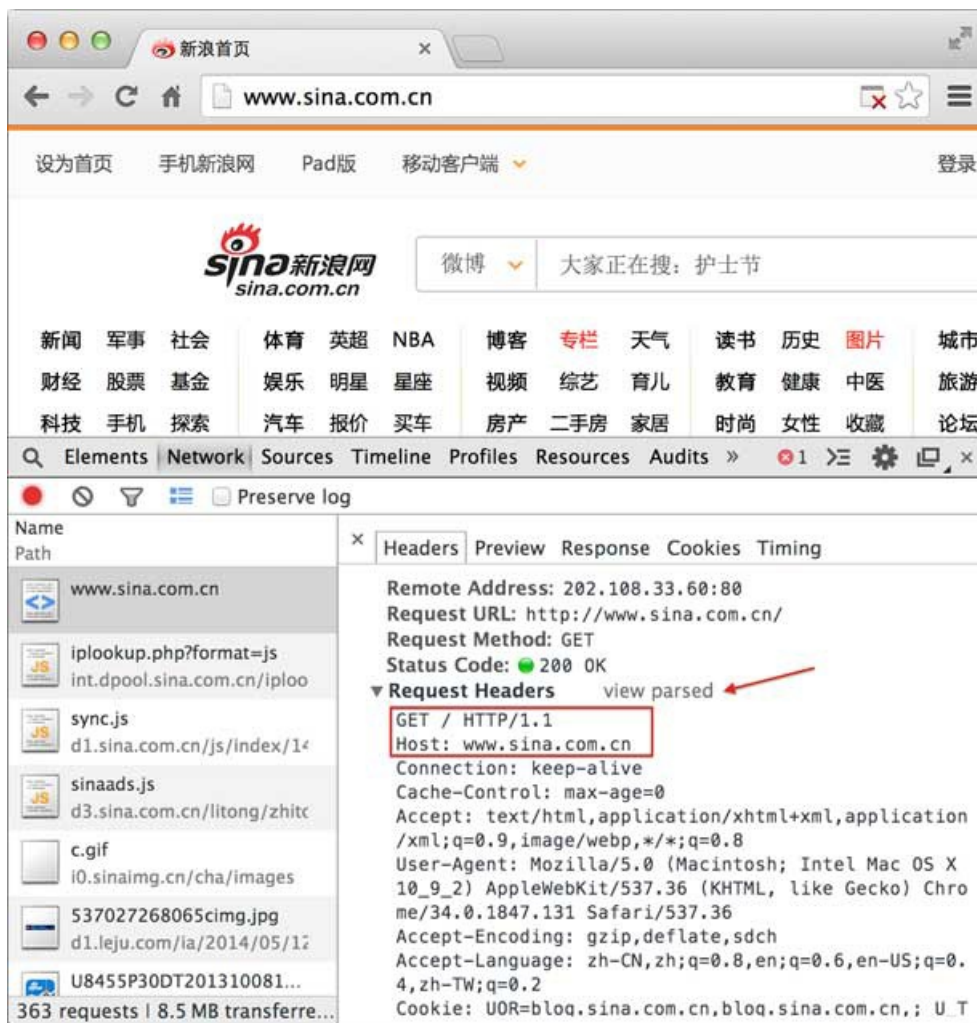 新浪首页
www.sina.com.cn
设为首页 手机新浪网 Pad版 移动客户端 登录
sina新浪网
sina.com.cn
微博 大家正在搜：护士节
新闻 军事 社会 体育 英超 NBA 博客 专栏 天气 读书 历史 图片 城市
财经 股票 基金 娱乐 明星 星座 视频 综艺 育儿 教育 健康 中医 旅游
科技 手机 探索 汽车 报价 买车 房产 二手房 家居 时尚 女性 收藏 论坛
Elements Network Sources Timeline Profiles Resources Audits » 1
Preserve log
Name
Path
www.sina.com.cn
iplookup.php?format=js
int.dpool.sina.com.cn/iploo
sync.js
d1.sina.com.cn/js/index/14
sinaads.js
d3.sina.com.cn/litong/zhitc
c.gif
i0.sinaimg.cn/cha/images
537027268065cimg.jpg
d1.leju.com/ia/2014/05/12
U8455P30DT201310081...
363 requests | 8.5 MB transferre...
× Headers Preview Response Cookies Timing
Remote Address: 202.108.33.60:80
Request URL: http://www.sina.com.cn/
Request Method: GET
Status Code: 200 OK
Request Headers view parsed
GET / HTTP/1.1
Host: www.sina.com.cn
Connection: keep-alive
Cache-Control: max-age=0
Accept: text/html,application/xhtml+xml,application
/xml;q=0.9,image/webp,*/*;q=0.8
User-Agent: Mozilla/5.0 (Macintosh; Intel Mac OS X
10_9_2) AppleWebKit/537.36 (KHTML, like Gecko) Chro
me/34.0.1847.131 Safari/537.36
Accept-Encoding: gzip,deflate,sdch
Accept-Language: zh-CN,zh;q=0.8,en;q=0.6,en-US;q=0.
4,zh-TW;q=0.2
Cookie: UOR=blog.sina.com.cn,blog.sina.com.cn,; U_T